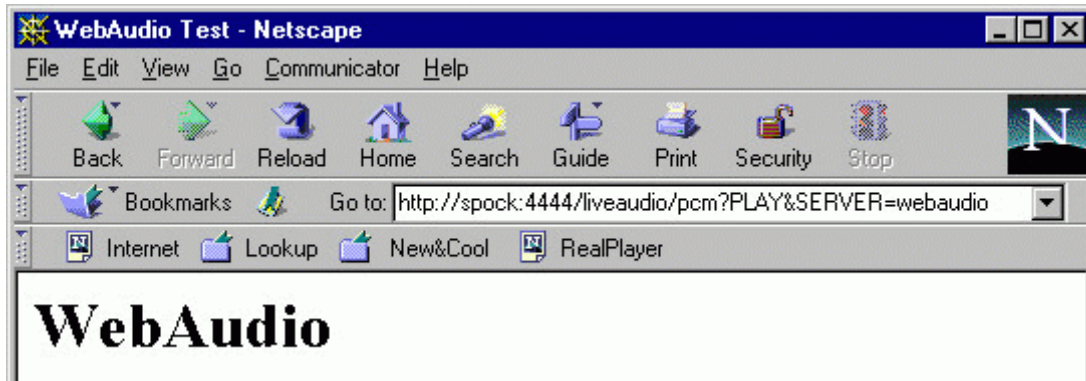 WebAudio Test - Netscape
File Edit View Go Communicator Help
Back Forward Reload Home Search Guide Print Security Stop
N
Bookmarks Go to: http://spock:4444/liveaudio/pcm?PLAY&SERVER=webaudio
Internet Lookup New&Cool RealPlayer
WebAudio